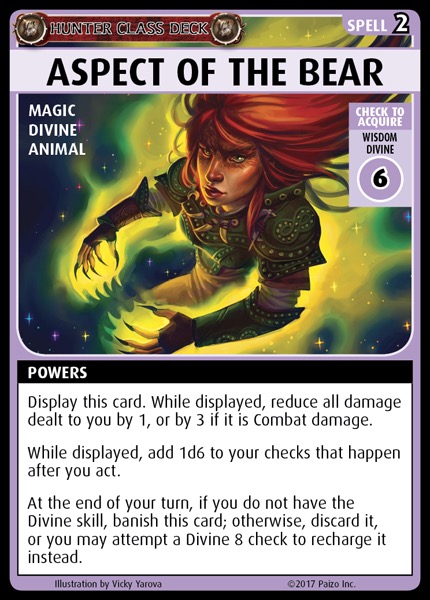 HUNTER CLASS DECK
SPELL 2
ASPECT OF THE BEAR
MAGIC
DIVINE
ANIMAL
CHECK TO
ACQUIRE
WISDOM
DIVINE
6
POWERS
Display this card. While displayed, reduce all damage
dealt to you by 1, or by 3 if it is Combat damage.
While displayed, add 1d6 to your checks that happen
after you act.
At the end of your turn, if you do not have the
Divine skill, banish this card; otherwise, discard it,
or you may attempt a Divine 8 check to recharge it
instead.
Illustration by Vicky Yarova
©2017 Paizo Inc.